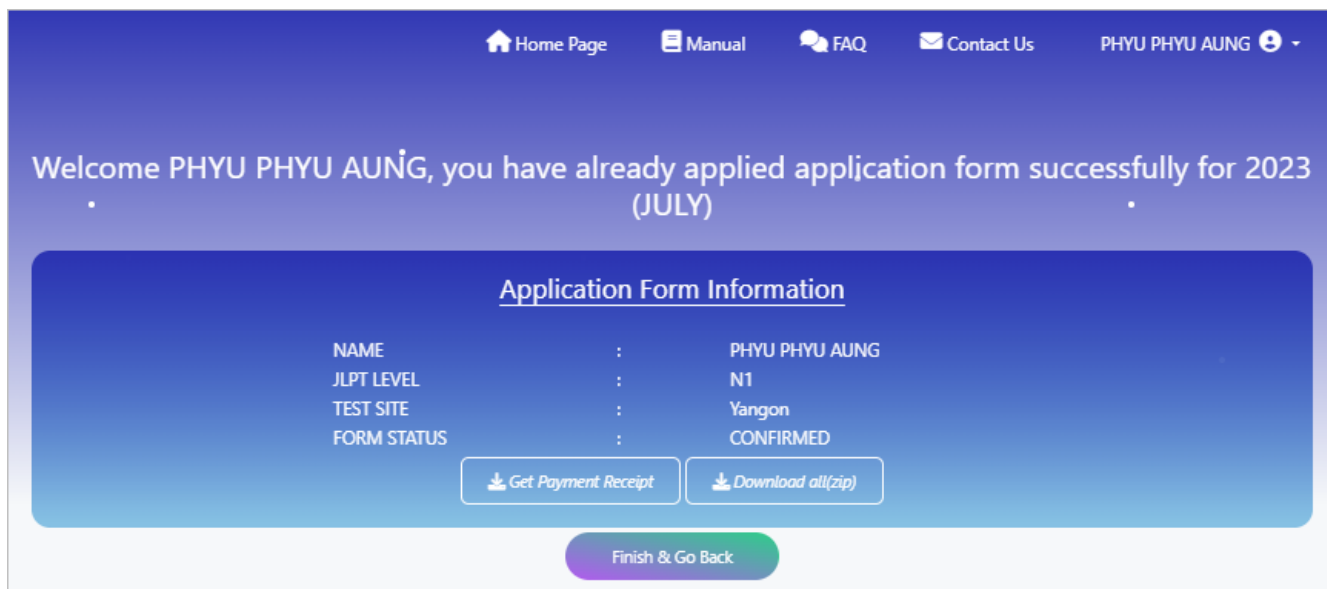 Home Page Manual FAQ Contact Us PHYU PHYU AUNG
Welcome PHYU PHYU AUNG, you have already applied application form successfully for 2023
(JULY)
Application Form Information
NAME : PHYU PHYU AUNG
JLPT LEVEL : N1
TEST SITE : Yangon
FORM STATUS : CONFIRMED
Get Payment Receipt Download all(zip)
Finish & Go Back